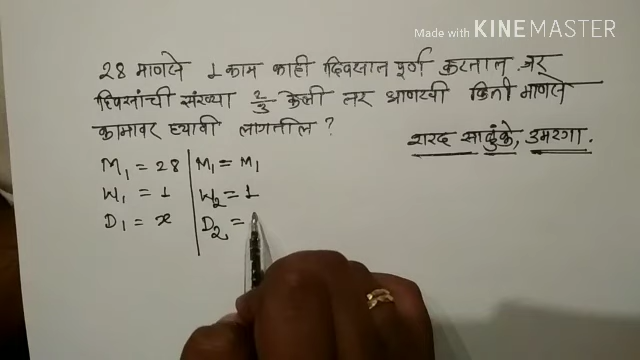 Made with KINEMASTER
28 माणसे 1 काम काही दिवसात पूर्ण करतात जर
दिवसांची संख्या 2/3 केली तर आणखी किती माणसे
कामावर घ्यावी लागतील ?
शरद साळुंके, उमरगा.
M₁ = 28 M₁ = M₁
W₁ = 1 W₂ = 1
D₁ = x D₂ =